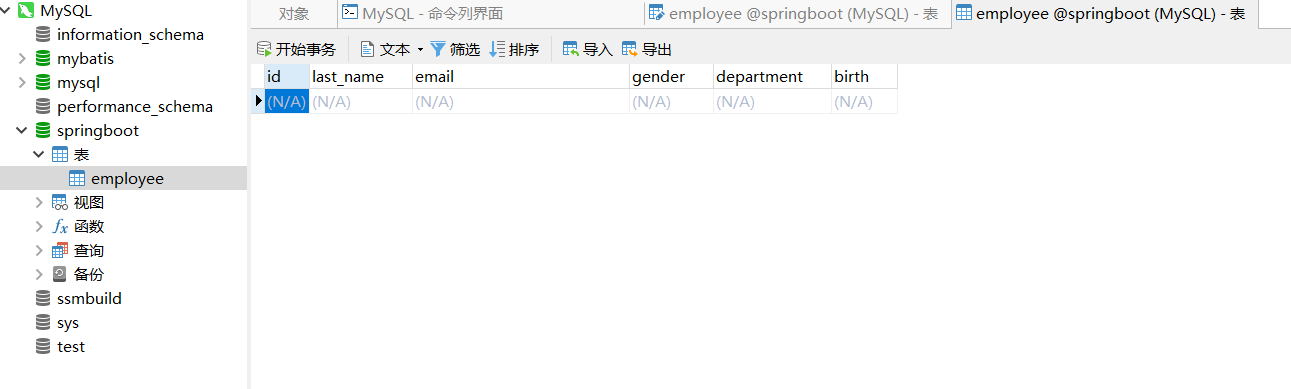 MySQL
information_schema
mybatis
mysql
performance_schema
springboot
表
employee
视图
fx 函数
查询
备份
ssmbuild
sys
test
对象 MySQL - 命令列界面 employee @springboot (MySQL) - 表 employee @springboot (MySQL) - 表
开始事务 文本 筛选 排序 导入 导出
id last_name email gender department birth
(N/A) (N/A) (N/A) (N/A) (N/A) (N/A)